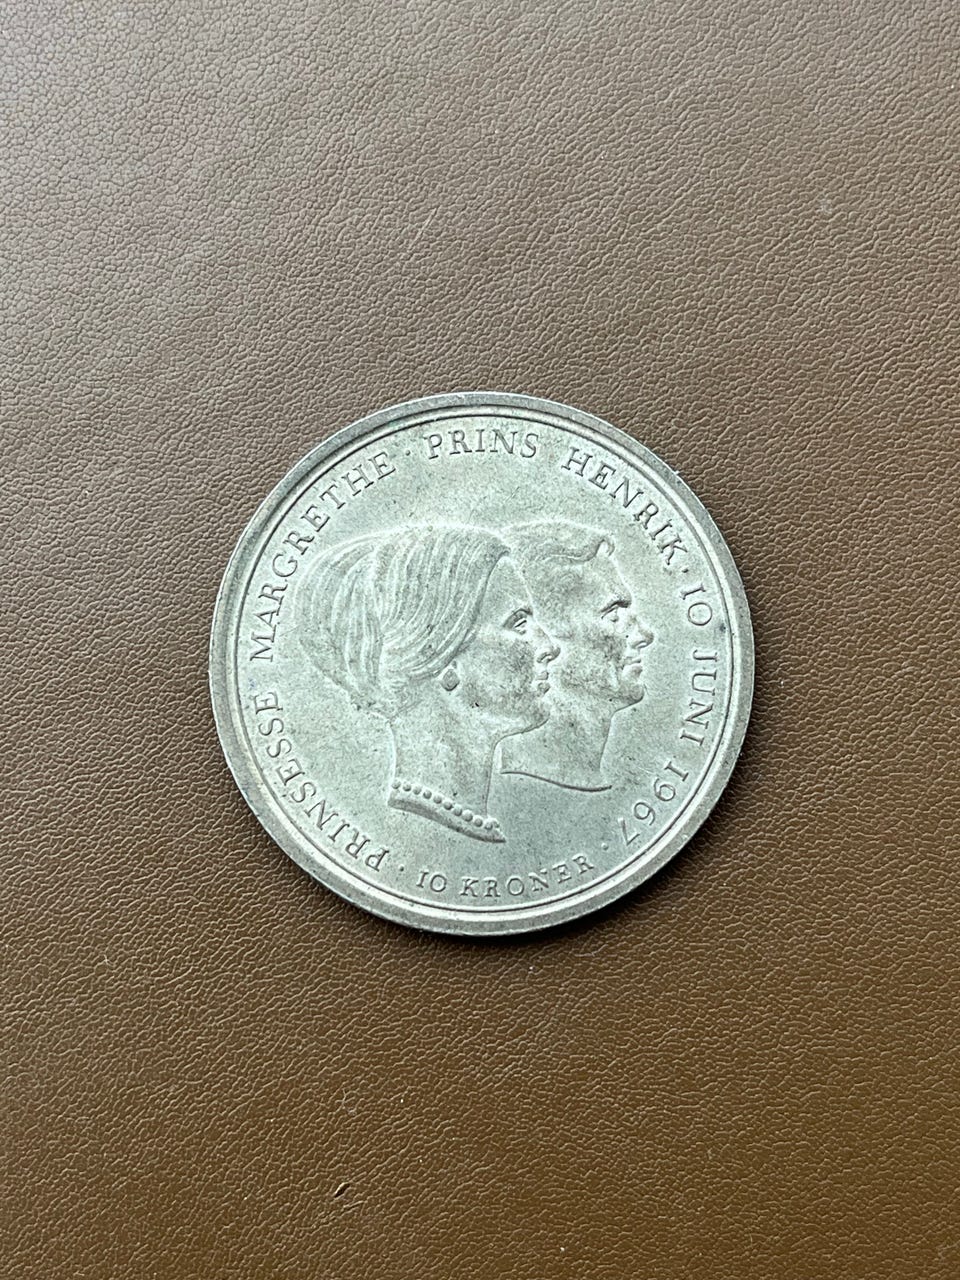 PRINSESSE MARGRETHE · PRINS HENRIK · 10 JUNI 1967 ·
10 KRONER ·